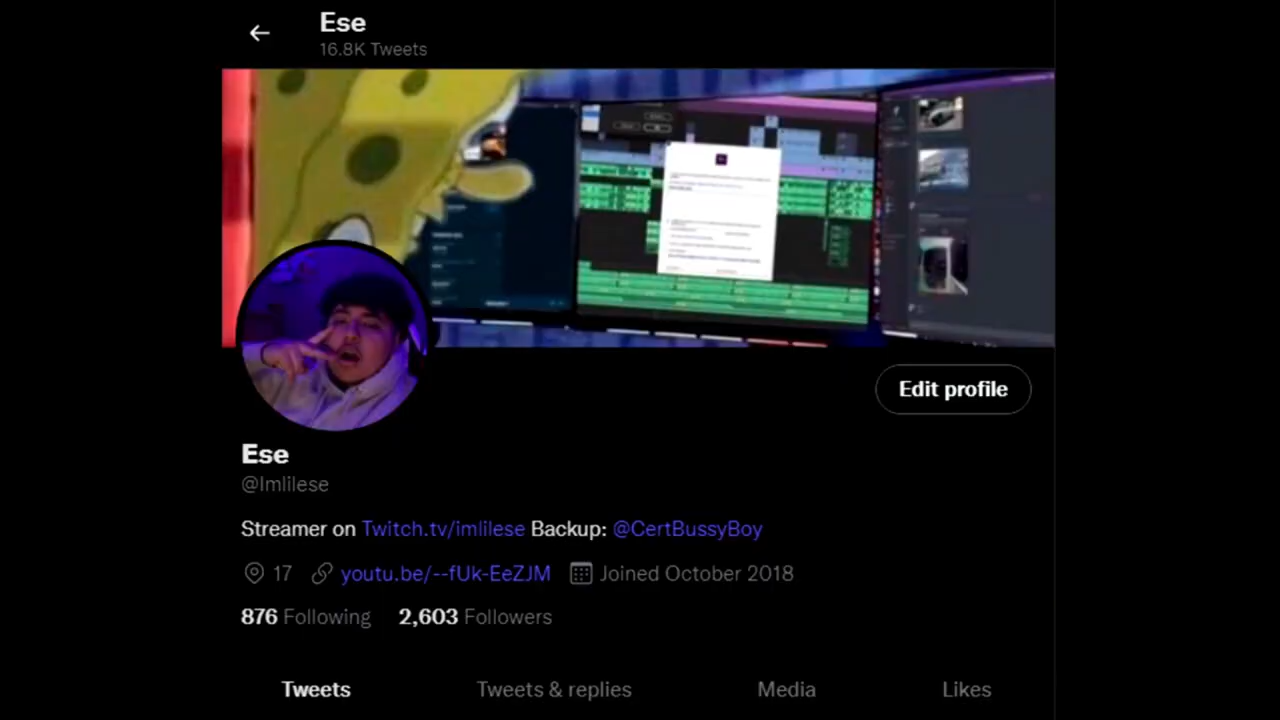 Ese
16.8K Tweets
Edit profile
Ese
@Imlilese
Streamer on Twitch.tv/imlilese Backup: @CertBussyBoy
17 youtu.be/--fUk-EeZJM Joined October 2018
876 Following 2,603 Followers
Tweets Tweets & replies Media Likes